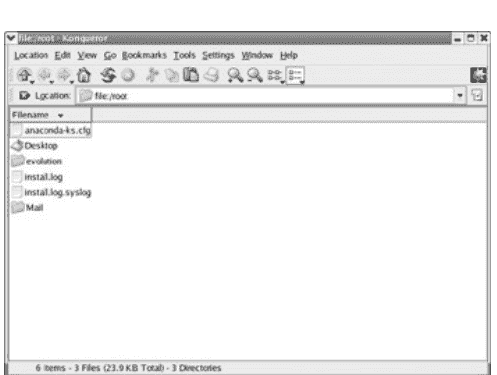 file:/root - Konqueror
Location Edit View Go Bookmarks Tools Settings Window Help
Location: file:/root
Filename
anaconda-ks.cfg
Desktop
evolution
install.log
install.log.syslog
Mail
6 Items - 3 Files (23.9 KB Total) - 3 Directories